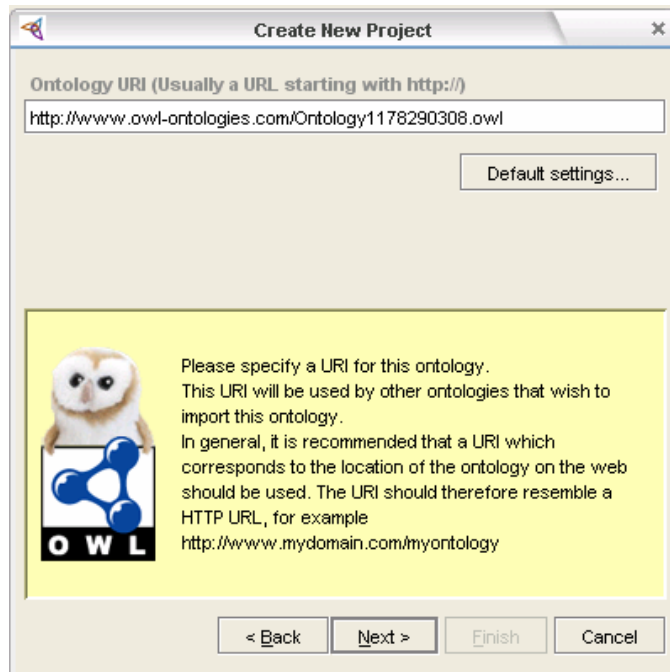 Create New Project
Ontology URI (Usually a URL starting with http://)
http://www.owl-ontologies.com/Ontology1178290308.owl
Default settings...
Please specify a URI for this ontology.
This URI will be used by other ontologies that wish to
import this ontology.
In general, it is recommended that a URI which
corresponds to the location of the ontology on the web
should be used. The URI should therefore resemble a
HTTP URL, for example
http://www.mydomain.com/myontology
OWL
< Back
Next >
Finish
Cancel